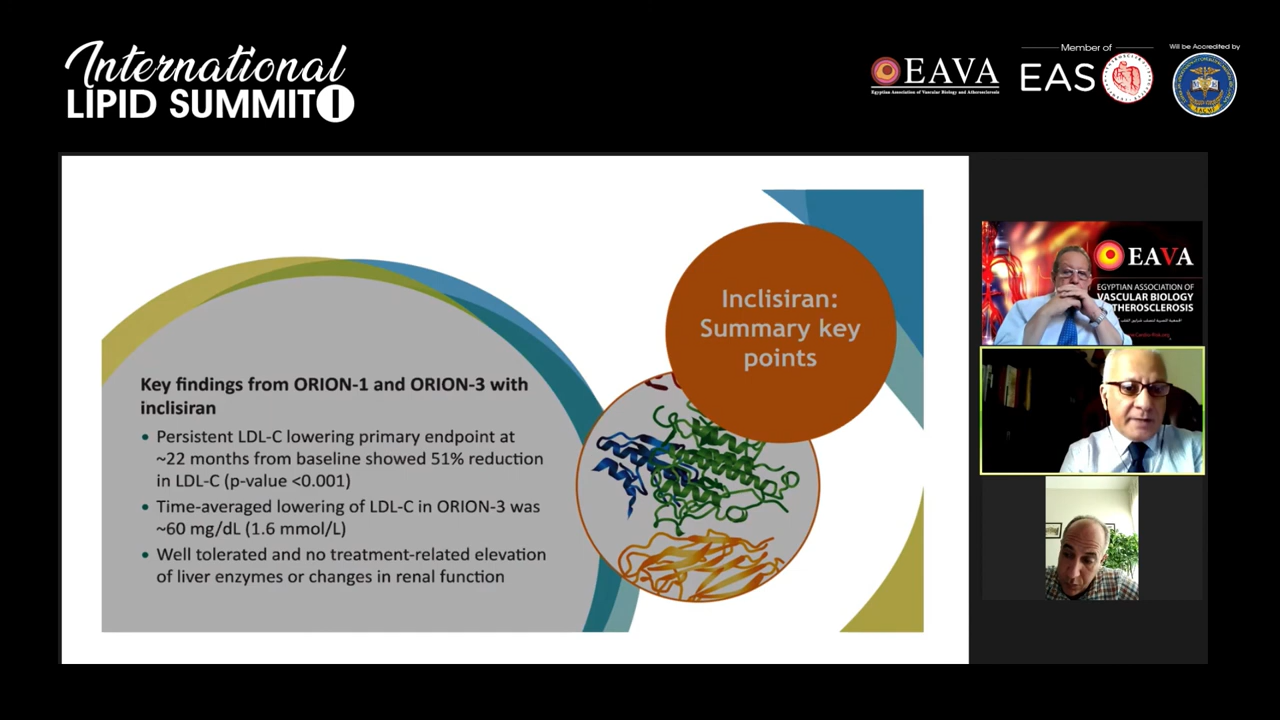 International
LIPID SUMMIT 1
EAVA
Egyptian Association of Vascular Biology and Atherosclerosis
Member of
EAS
Will be Accredited by
Inclisiran:
Summary key
points
Key findings from ORION-1 and ORION-3 with
inclisiran
• Persistent LDL-C lowering primary endpoint at
~22 months from baseline showed 51% reduction
in LDL-C (p-value <0.001)
• Time-averaged lowering of LDL-C in ORION-3 was
~60 mg/dL (1.6 mmol/L)
• Well tolerated and no treatment-related elevation
of liver enzymes or changes in renal function
EAVA
EGYPTIAN ASSOCIATION OF
VASCULAR BIOLOGY
THEROSCLEROSIS